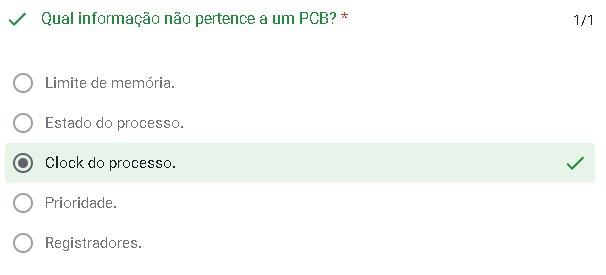 Qual informação não pertence a um PCB? *
1/1
Limite de memória.
Estado do processo.
Clock do processo.
Prioridade.
Registradores.